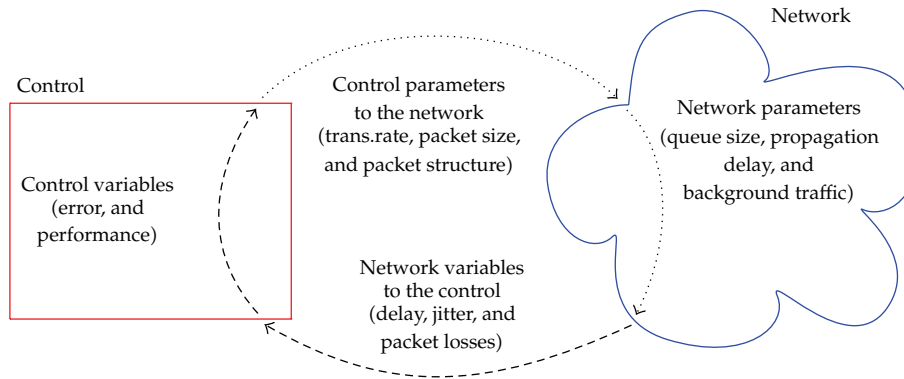 Network
Control
Control parameters
to the network
(trans.rate, packet size,
and packet structure)
Network parameters
(queue size, propagation
delay, and
background traffic)
Control variables
(error, and
performance)
Network variables
to the control
(delay, jitter, and
packet losses)